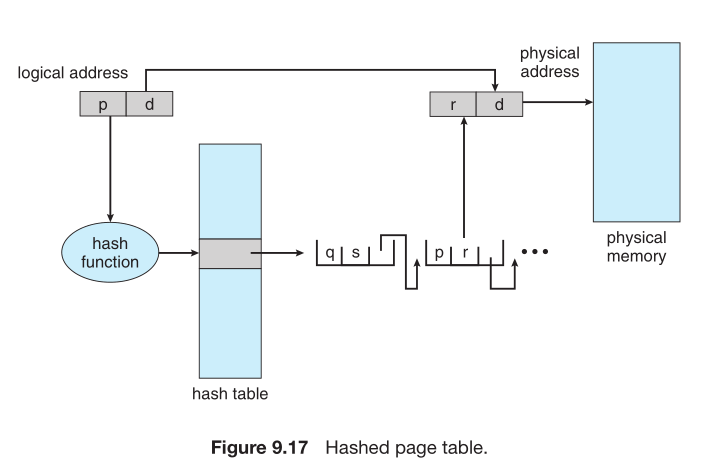 logical address
p d
physical
address
r d
hash
function
q s
p r
•••
physical
memory
hash table
Figure 9.17 Hashed page table.